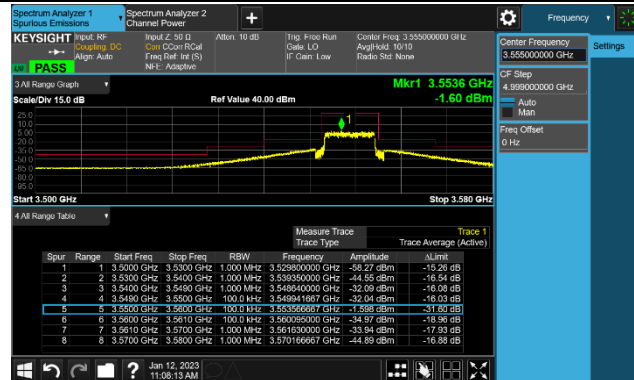 Spectrum Analyzer 1
Spurious Emissions
Spectrum Analyzer 2
Channel Power
+
Frequency
KEYSIGHT
Input: RF
Coupling: DC
Align: Auto
Input Z: 50 Ω
Corr CCorr RCal
Freq Ref: Int (S)
NFE: Adaptive
Atten: 10 dB
Trig: Free Run
Gate: LO
IF Gain: Low
Center Freq: 3.555000000 GHz
Avg|Hold: 10/10
Radio Std: None
PASS
Center Frequency
3.555000000 GHz
Settings
CF Step
4.999000000 GHz
Auto
Man
Freq Offset
0 Hz
3 All Range Graph
Mkr1 3.5536 GHz
Scale/Div 15.0 dB
Ref Value 40.00 dBm
-1.60 dBm
25.0
10.0
5.00
-20.0
-35.0
-50.0
-65.0
-80.0
-95.0
1
Start 3.500 GHz
Stop 3.580 GHz
4 All Range Table
Measure Trace Trace 1
Trace Type Trace Average (Active)
Spur Range Start Freq Stop Freq RBW Frequency Amplitude ΔLimit
1 1 3.5000 GHz 3.5300 GHz 1.000 MHz 3.529800000 GHz -58.27 dBm -15.26 dB
2 2 3.5300 GHz 3.5400 GHz 1.000 MHz 3.539350000 GHz -44.55 dBm -16.54 dB
3 3 3.5400 GHz 3.5490 GHz 1.000 MHz 3.548640000 GHz -32.09 dBm -16.08 dB
4 4 3.5490 GHz 3.5500 GHz 100.0 kHz 3.549941667 GHz -32.04 dBm -16.03 dB
5 5 3.5500 GHz 3.5600 GHz 100.0 kHz 3.553566667 GHz -1.598 dBm -31.60 dB
6 6 3.5600 GHz 3.5610 GHz 100.0 kHz 3.560095000 GHz -34.97 dBm -18.96 dB
7 7 3.5610 GHz 3.5700 GHz 1.000 MHz 3.561630000 GHz -33.94 dBm -17.93 dB
8 8 3.5700 GHz 3.5800 GHz 1.000 MHz 3.570166667 GHz -44.89 dBm -16.88 dB
?
Jan 12, 2023
11:08:13 AM